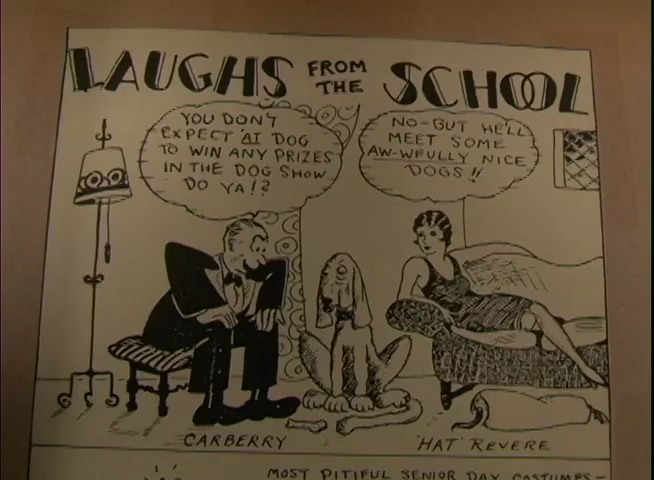 LAUGHS FROM THE SCHOOL
YOU DON'T
EXPECT 'AT DOG
TO WIN ANY PRIZES
IN THE DOG SHOW
DO YA!?
NO-BUT HE'LL
MEET SOME
AW-WFULLY NICE
DOGS!!
CARBERRY
'HAT' REVERE
MOST PITIFUL SENIOR DAY COSTUMES-